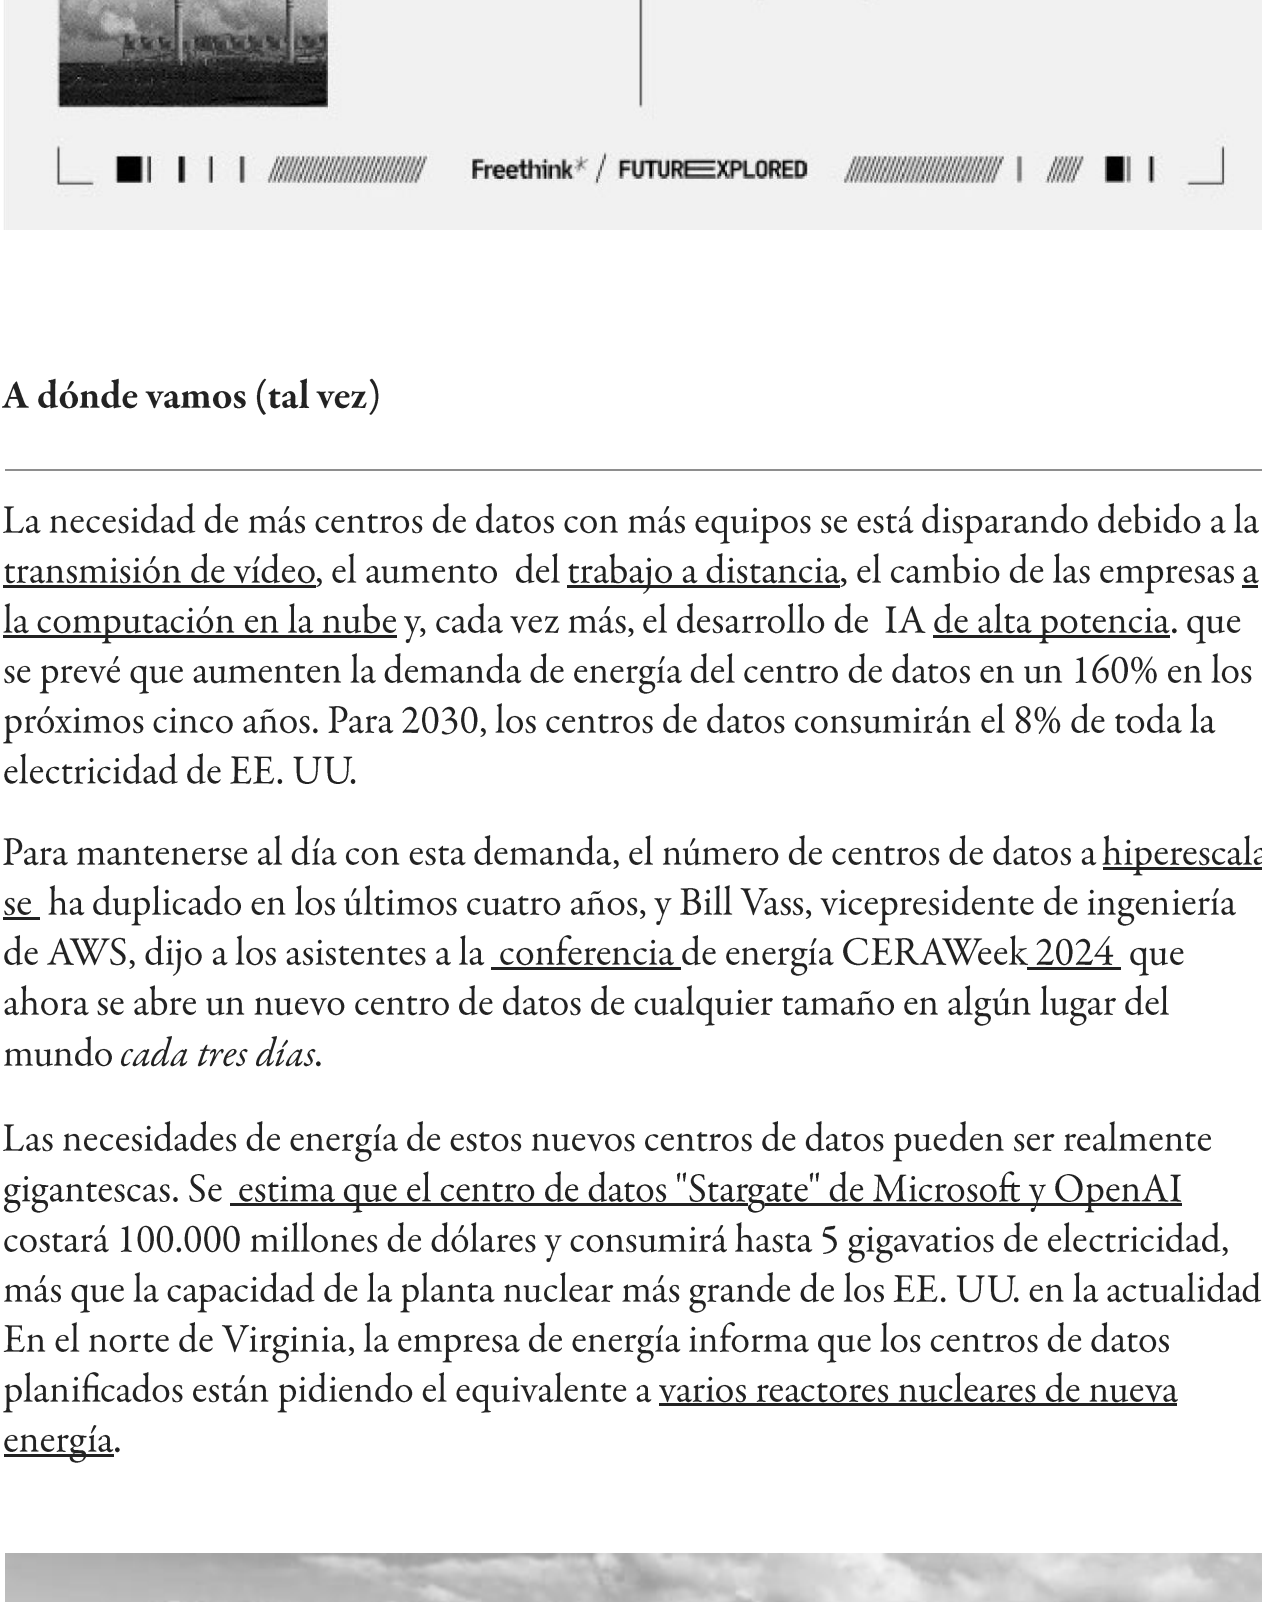 Freethink* / FUTUREXPLORED
A dónde vamos (tal vez)
La necesidad de más centros de datos con más equipos se está disparando debido a la
transmisión de vídeo, el aumento  del trabajo a distancia, el cambio de las empresas a
la computación en la nube y, cada vez más, el desarrollo de  IA de alta potencia. que
se prevé que aumenten la demanda de energía del centro de datos en un 160% en los
próximos cinco años. Para 2030, los centros de datos consumirán el 8% de toda la
electricidad de EE. UU.
Para mantenerse al día con esta demanda, el número de centros de datos a hiperescala
se  ha duplicado en los últimos cuatro años, y Bill Vass, vicepresidente de ingeniería
de AWS, dijo a los asistentes a la  conferencia de energía CERAWeek 2024  que
ahora se abre un nuevo centro de datos de cualquier tamaño en algún lugar del
mundo cada tres días.
Las necesidades de energía de estos nuevos centros de datos pueden ser realmente
gigantescas. Se  estima que el centro de datos "Stargate" de Microsoft y OpenAI
costará 100.000 millones de dólares y consumirá hasta 5 gigavatios de electricidad,
más que la capacidad de la planta nuclear más grande de los EE. UU. en la actualidad
En el norte de Virginia, la empresa de energía informa que los centros de datos
planificados están pidiendo el equivalente a varios reactores nucleares de nueva
energía.